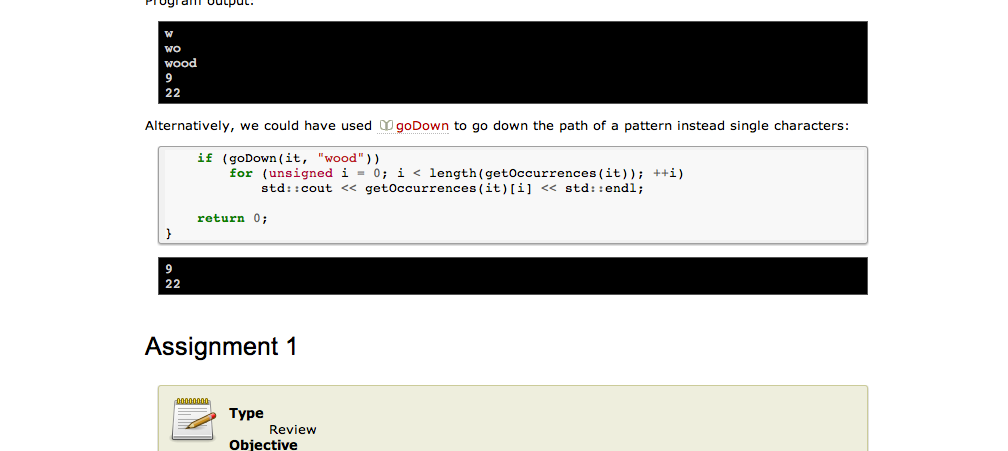 Program output:
w
wo
wood
9
22
Alternatively, we could have used goDown to go down the path of a pattern instead single characters:
if (goDown(it, "wood"))
for (unsigned i = 0; i < length(getOccurrences(it)); ++i)
std::cout << getOccurrences(it)[i] << std::endl;
return 0;
}
9
22
Assignment 1
Type
Review
Objective